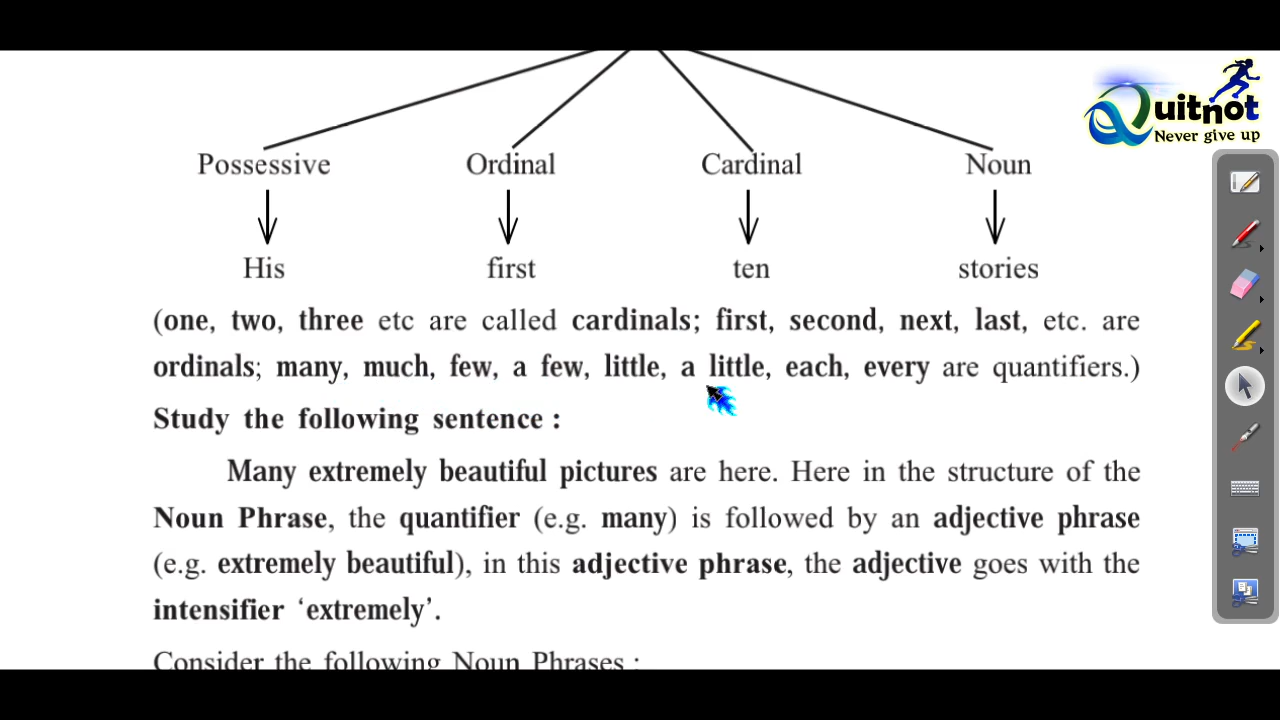 Quitnot
Never give up
Possessive Ordinal Cardinal Noun
His first ten stories
(one, two, three etc are called cardinals; first, second, next, last, etc. are
ordinals; many, much, few, a few, little, a little, each, every are quantifiers.)
Study the following sentence :
Many extremely beautiful pictures are here. Here in the structure of the
Noun Phrase, the quantifier (e.g. many) is followed by an adjective phrase
(e.g. extremely beautiful), in this adjective phrase, the adjective goes with the
intensifier ‘extremely’.
Consider the following Noun Phrases :